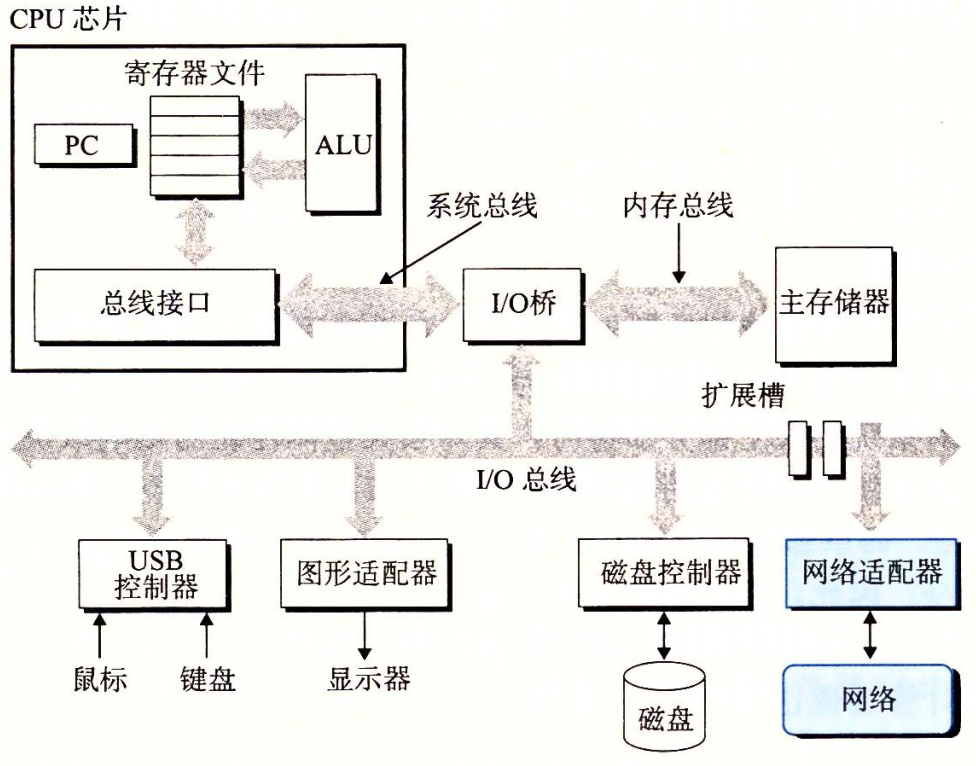 CPU 芯片
寄存器文件
PC
ALU
系统总线
内存总线
总线接口
I/O桥
主存储器
扩展槽
I/O 总线
USB
控制器
图形适配器
磁盘控制器
网络适配器
鼠标
键盘
显示器
磁盘
网络